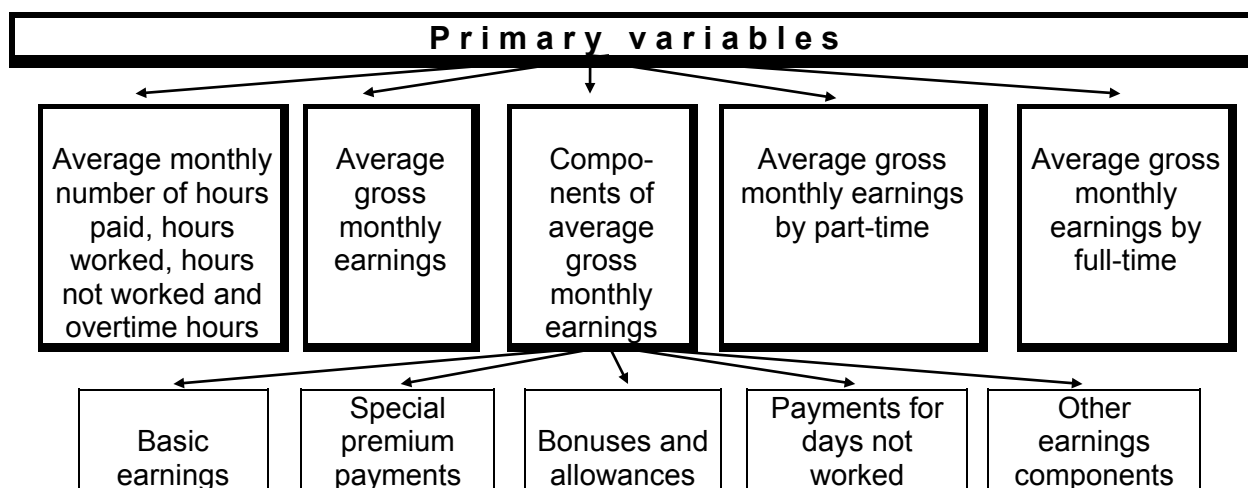 Primary variables
Average monthly
number of hours
paid, hours
worked, hours
not worked and
overtime hours
Average
gross
monthly
earnings
Compo-
nents of
average
gross
monthly
earnings
Average gross
monthly earnings
by part-time
Average gross
monthly
earnings by
full-time
Basic
earnings
Special
premium
payments
Bonuses and
allowances
Payments for
days not
worked
Other
earnings
components